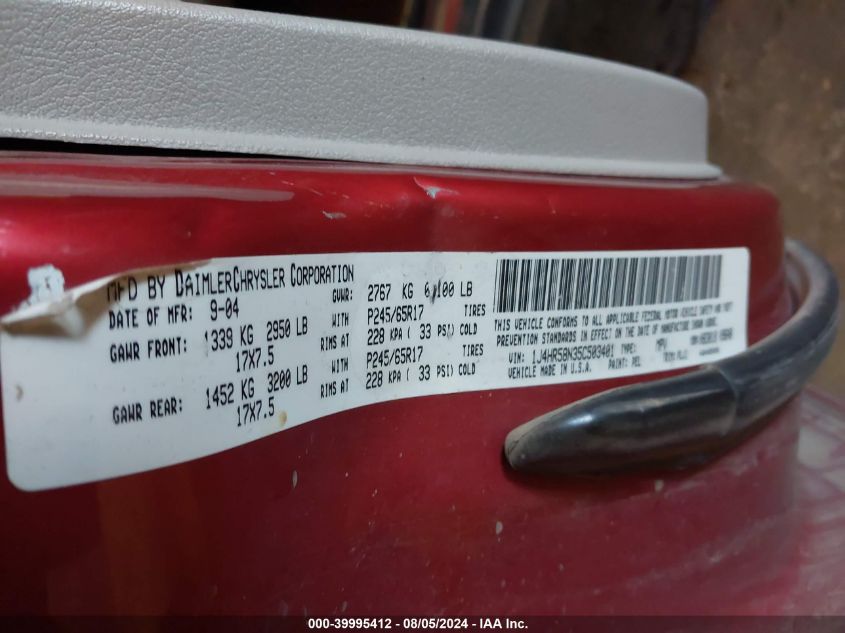 MFD BY DAIMLERCHRYSLER CORPORATION
DATE OF MFR: 9-04
GVWR: 2767 KG 6100 LB
GAWR FRONT: 1339 KG 2950 LB WITH P245/65R17 TIRES
17X7.5 RIMS AT 228 KPA ( 33 PSI) COLD
GAWR REAR: 1452 KG 3200 LB WITH P245/65R17 TIRES
17X7.5 RIMS AT 228 KPA ( 33 PSI) COLD
THIS VEHICLE CONFORMS TO ALL APPLICABLE FEDERAL MOTOR VEHICLE SAFETY AND THEFT
PREVENTION STANDARDS IN EFFECT ON THE DATE OF MANUFACTURE SHOWN ABOVE.
VIN: 1J4HR58N35C503401 TYPE: MPV
VEHICLE MADE IN U.S.A. PAINT: PEL TRIM:
000-39995412 - 08/05/2024 - IAA Inc.